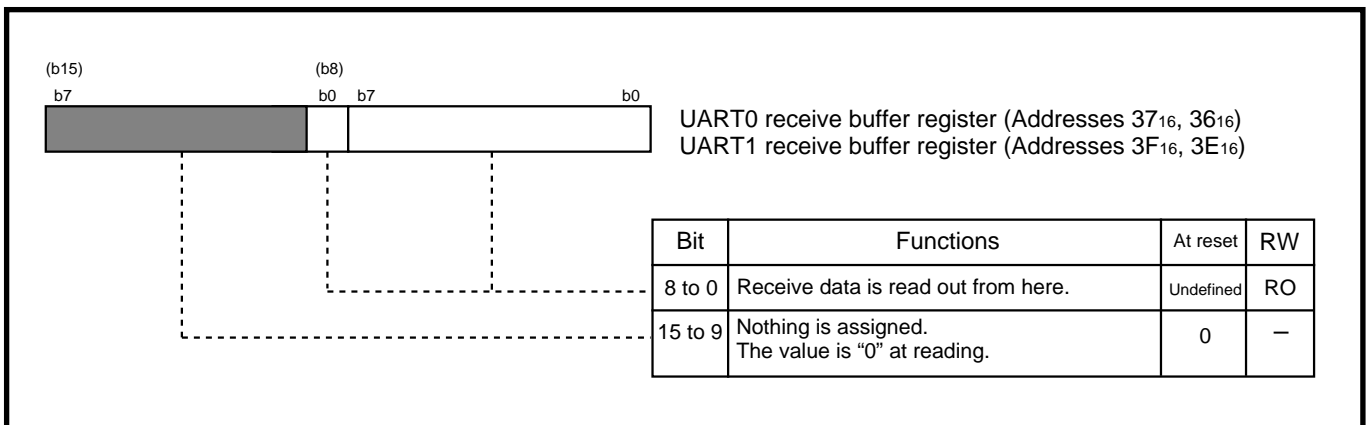 (b15) (b8)
b7 b0 b7 b0
UART0 receive buffer register (Addresses 37₁₆, 36₁₆)
UART1 receive buffer register (Addresses 3F₁₆, 3E₁₆)
Bit Functions At reset RW
8 to 0 Receive data is read out from here. Undefined RO
15 to 9 Nothing is assigned. 0 –
The value is “0” at reading.